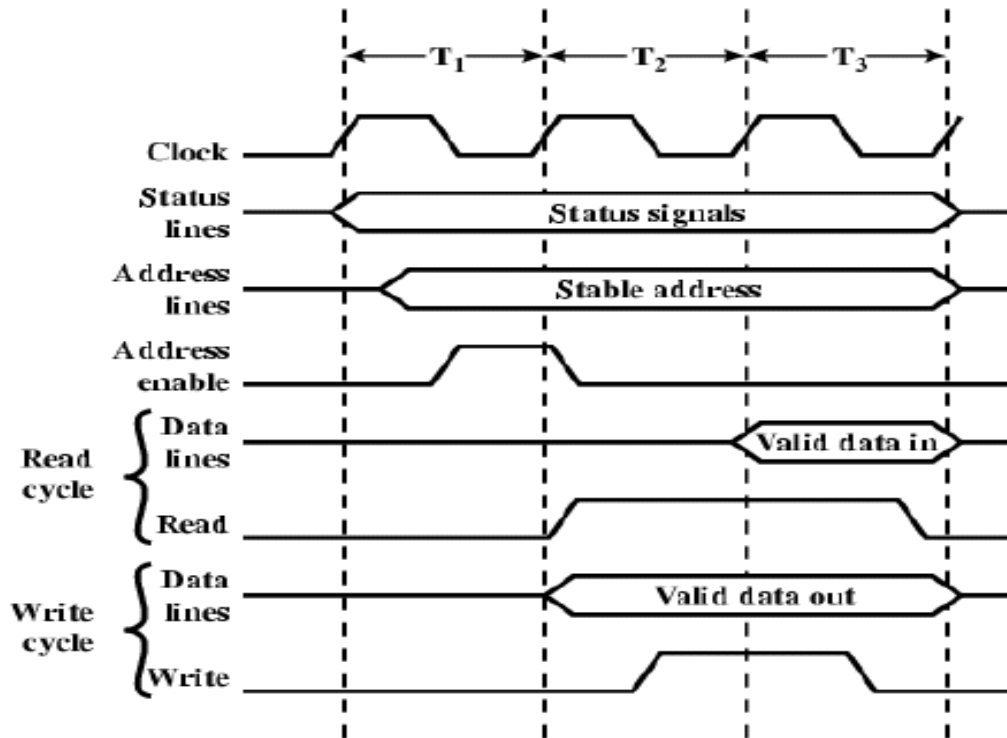 T1 T2 T3
Clock
Status
lines
Status signals
Address
lines
Stable address
Address
enable
Read
cycle
Data
lines
Valid data in
Read
Write
cycle
Data
lines
Valid data out
Write